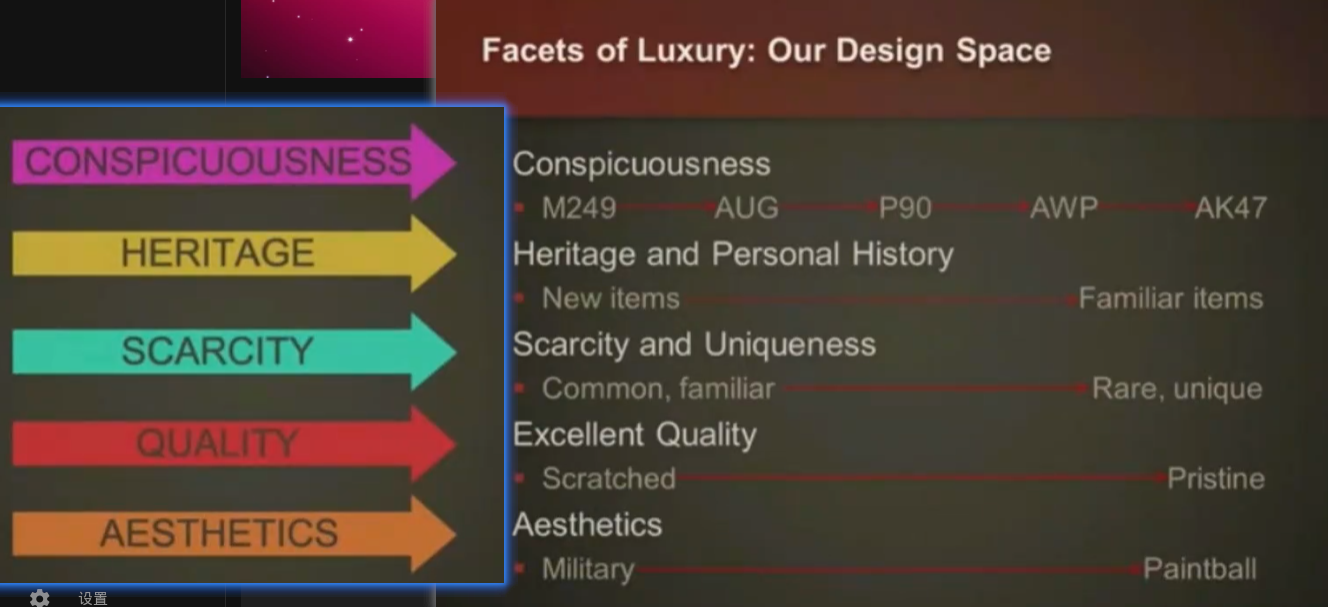 Facets of Luxury: Our Design Space
CONSPICUOUSNESS
HERITAGE
SCARCITY
QUALITY
AESTHETICS
Conspicuousness
M249 AUG P90 AWP AK47
Heritage and Personal History
New items Familiar items
Scarcity and Uniqueness
Common, familiar Rare, unique
Excellent Quality
Scratched Pristine
Aesthetics
Military Paintball
设置